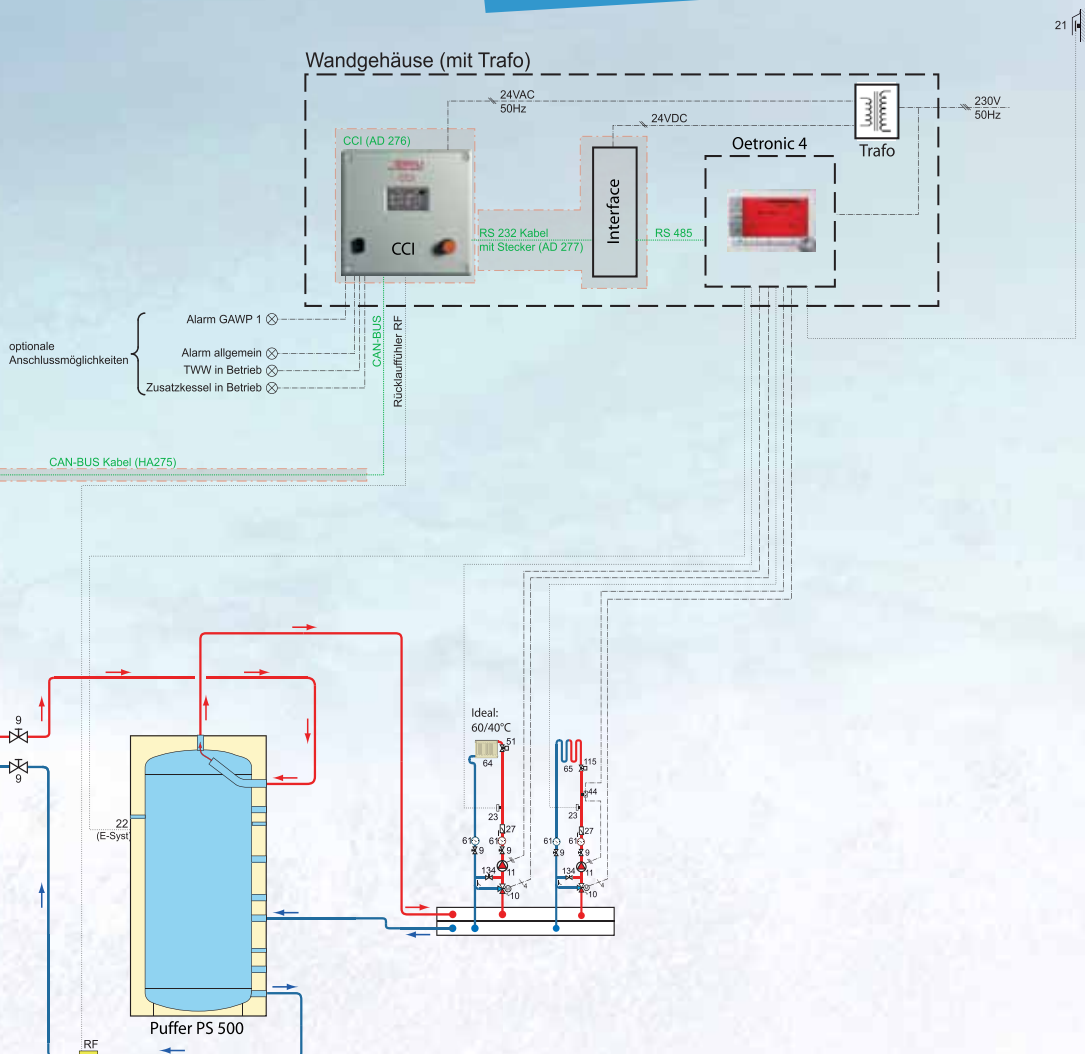 21
Wandgehäuse (mit Trafo)
24VAC
50Hz
24VDC
230V
50Hz
Trafo
Oetronic 4
CCI (AD 276)
CCI
RS 232 Kabel
mit Stecker (AD 277)
Interface
RS 485
optionale
Anschlussmöglichkeiten
Alarm GAWP 1
Alarm allgemein
TWW in Betrieb
Zusatzkessel in Betrieb
CAN-BUS
Rücklauffühler RF
CAN-BUS Kabel (HA275)
9
9
22
(E-Syst)
Puffer PS 500
RF
Ideal:
60/40°C
51
64
23
27
61
61
9
9
134
11
10
65
115
44
23
27
61
61
9
9
134
11
10